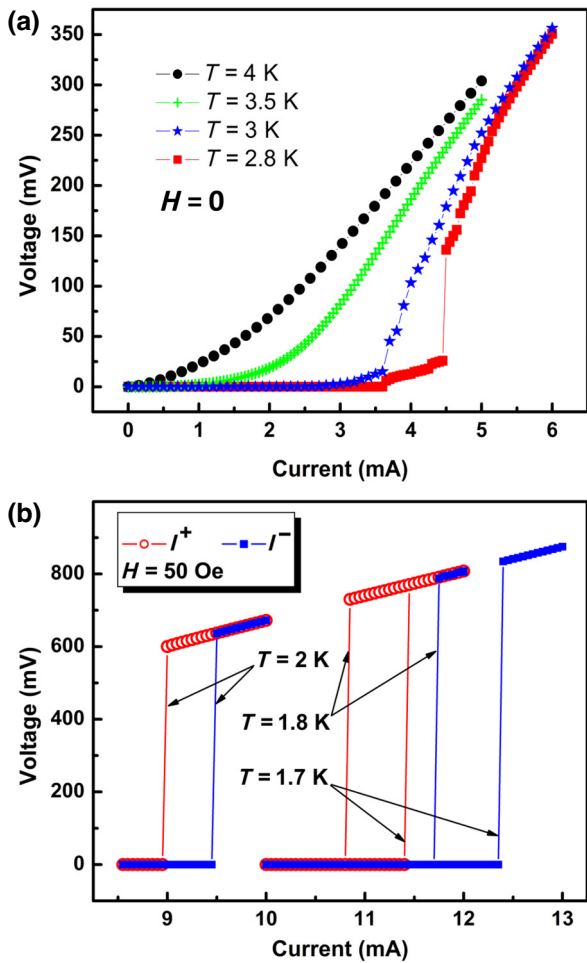 (a)
350
300
250
200
150
100
50
0
Voltage (mV)
T = 4 K
T = 3.5 K
T = 3 K
T = 2.8 K
H = 0
0 1 2 3 4 5 6
Current (mA)
(b)
I+ I−
H = 50 Oe
800
600
400
200
0
Voltage (mV)
T = 2 K
T = 1.8 K
T = 1.7 K
9 10 11 12 13
Current (mA)